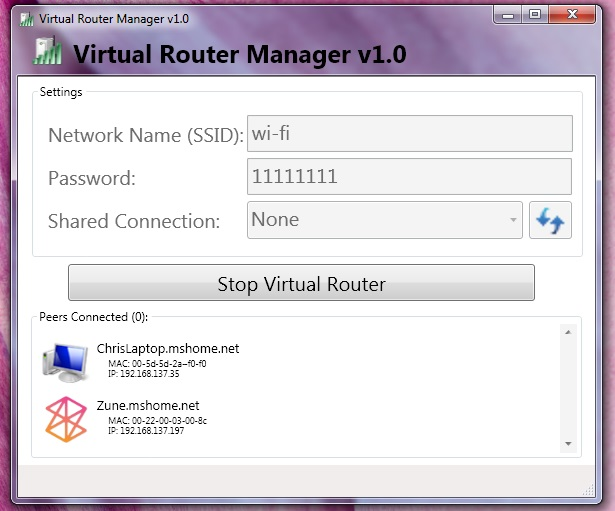 Virtual Router Manager v1.0
Virtual Router Manager v1.0
Settings
Network Name (SSID): wi-fi
Password: 11111111
Shared Connection: None
Stop Virtual Router
Peers Connected (0):
ChrisLaptop.mshome.net
MAC: 00-5d-5d-2a--f0-f0
IP: 192.168.137.35
Zune.mshome.net
MAC: 00-22-00-03-00-8c
IP: 192.168.137.197